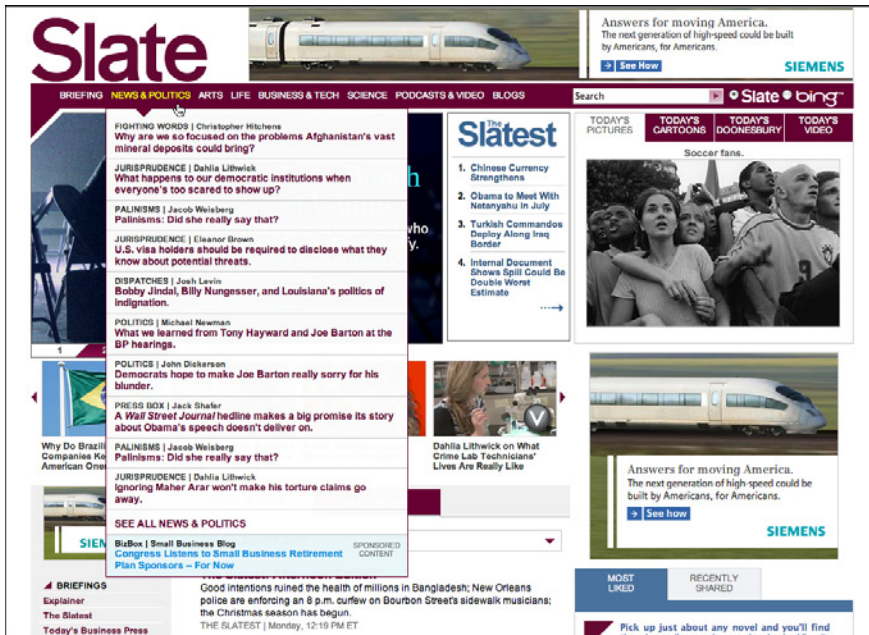 Slate
Answers for moving America.
The next generation of high-speed could be built
by Americans, for Americans.
See How
SIEMENS
BRIEFING NEWS & POLITICS ARTS LIFE BUSINESS & TECH SCIENCE PODCASTS & VIDEO BLOGS
Search
Slate bing
FIGHTING WORDS | Christopher Hitchens
Why are we so focused on the problems Afghanistan's vast
mineral deposits could bring?
JURISPRUDENCE | Dahlia Lithwick
What happens to our democratic institutions when
everyone's too scared to show up?
PALINISMS | Jacob Weisberg
Palinisms: Did she really say that?
JURISPRUDENCE | Eleanor Brown
U.S. visa holders should be required to disclose what they
know about potential threats.
DISPATCHES | Josh Levin
Bobby Jindal, Billy Nungesser, and Louisiana's politics of
indignation.
POLITICS | Michael Newman
What we learned from Tony Hayward and Joe Barton at the
BP hearings.
POLITICS | John Dickerson
Democrats hope to make Joe Barton really sorry for his
blunder.
PRESS BOX | Jack Shafer
A Wall Street Journal hedline makes a big promise its story
about Obama's speech doesn't deliver on.
PALINISMS | Jacob Weisberg
Palinisms: Did she really say that?
JURISPRUDENCE | Dahlia Lithwick
Ignoring Maher Arar won't make his torture claims go
away.
SEE ALL NEWS & POLITICS
BizBox | Small Business Blog
Congress Listens to Small Business Retirement
Plan Sponsors -- For Now
SPONSORED
CONTENT
The Slatest
1. Chinese Currency
Strengthens
2. Obama to Meet With
Netanyahu in July
3. Turkish Commandos
Deploy Along Iraq
Border
4. Internal Document
Shows Spill Could Be
Double Worst
Estimate
TODAY'S
PICTURES
TODAY'S
CARTOONS
TODAY'S
DOONESBURY
TODAY'S
VIDEO
Soccer fans.
1
Why Do
Companies
American
Dahlia Lithwick on What
Crime Lab Technicians'
Lives Are Really Like
Answers for moving America.
The next generation of high-speed could be
built by Americans, for Americans.
See how
SIEMENS
BRIEFINGS
Explainer
The Slatest
Today's Business Press
Good intentions ruined the health of millions in Bangladesh; New Orleans
police are enforcing an 8 p.m. curfew on Bourbon Street's sidewalk musicians;
the Christmas season has begun.
THE SLATEST | Monday, 12:19 PM ET
MOST
LIKED
RECENTLY
SHARED
Pick up just about any novel and you'll find